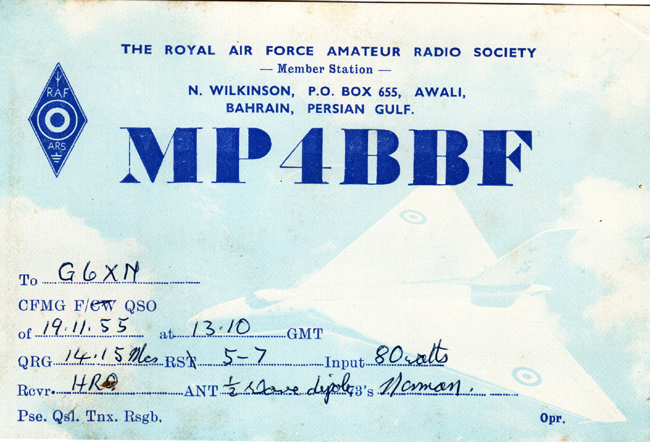 THE ROYAL AIR FORCE AMATEUR RADIO SOCIETY
— Member Station —
N. WILKINSON, P.O. BOX 655, AWALI,
BAHRAIN, PERSIAN GULF.
RAF
ARS
MP4BBF
To G6XN
CFMG F/CW QSO
of 19.11.55 at 13.10 GMT
QRG 14.15 Mcs. RST 5-7 Input 80 watts
Rcvr. HRO ANT ½ wave dipole 73's Norman.
Pse. Qsl. Tnx. Rsgb. Opr.